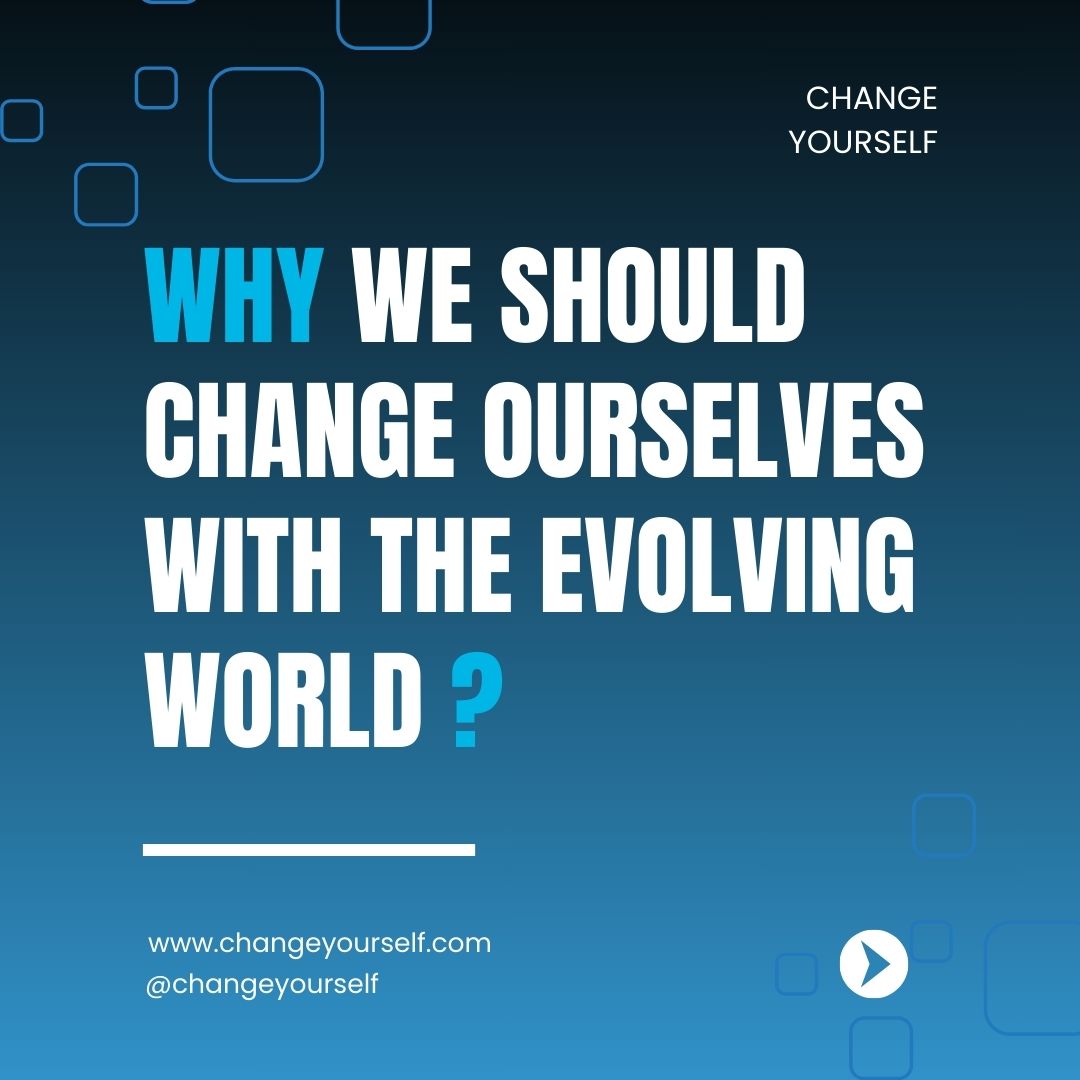 CHANGE
YOURSELF
WHY WE SHOULD
CHANGE OURSELVES
WITH THE EVOLVING
WORLD ?
www.changeyourself.com
@changeyourself